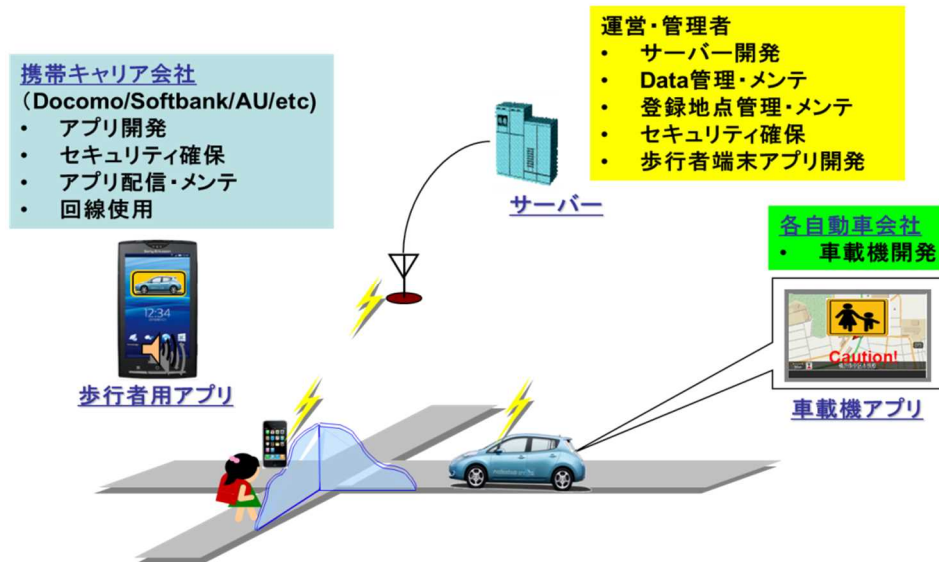 携帯キャリア会社
（Docomo/Softbank/AU/etc)
• アプリ開発
• セキュリティ確保
• アプリ配信・メンテ
• 回線使用
運営・管理者
• サーバー開発
• Data管理・メンテ
• 登録地点管理・メンテ
• セキュリティ確保
• 歩行者端末アプリ開発
サーバー
各自動車会社
• 車載機開発
12:34
歩行者用アプリ
Caution!
車載機アプリ